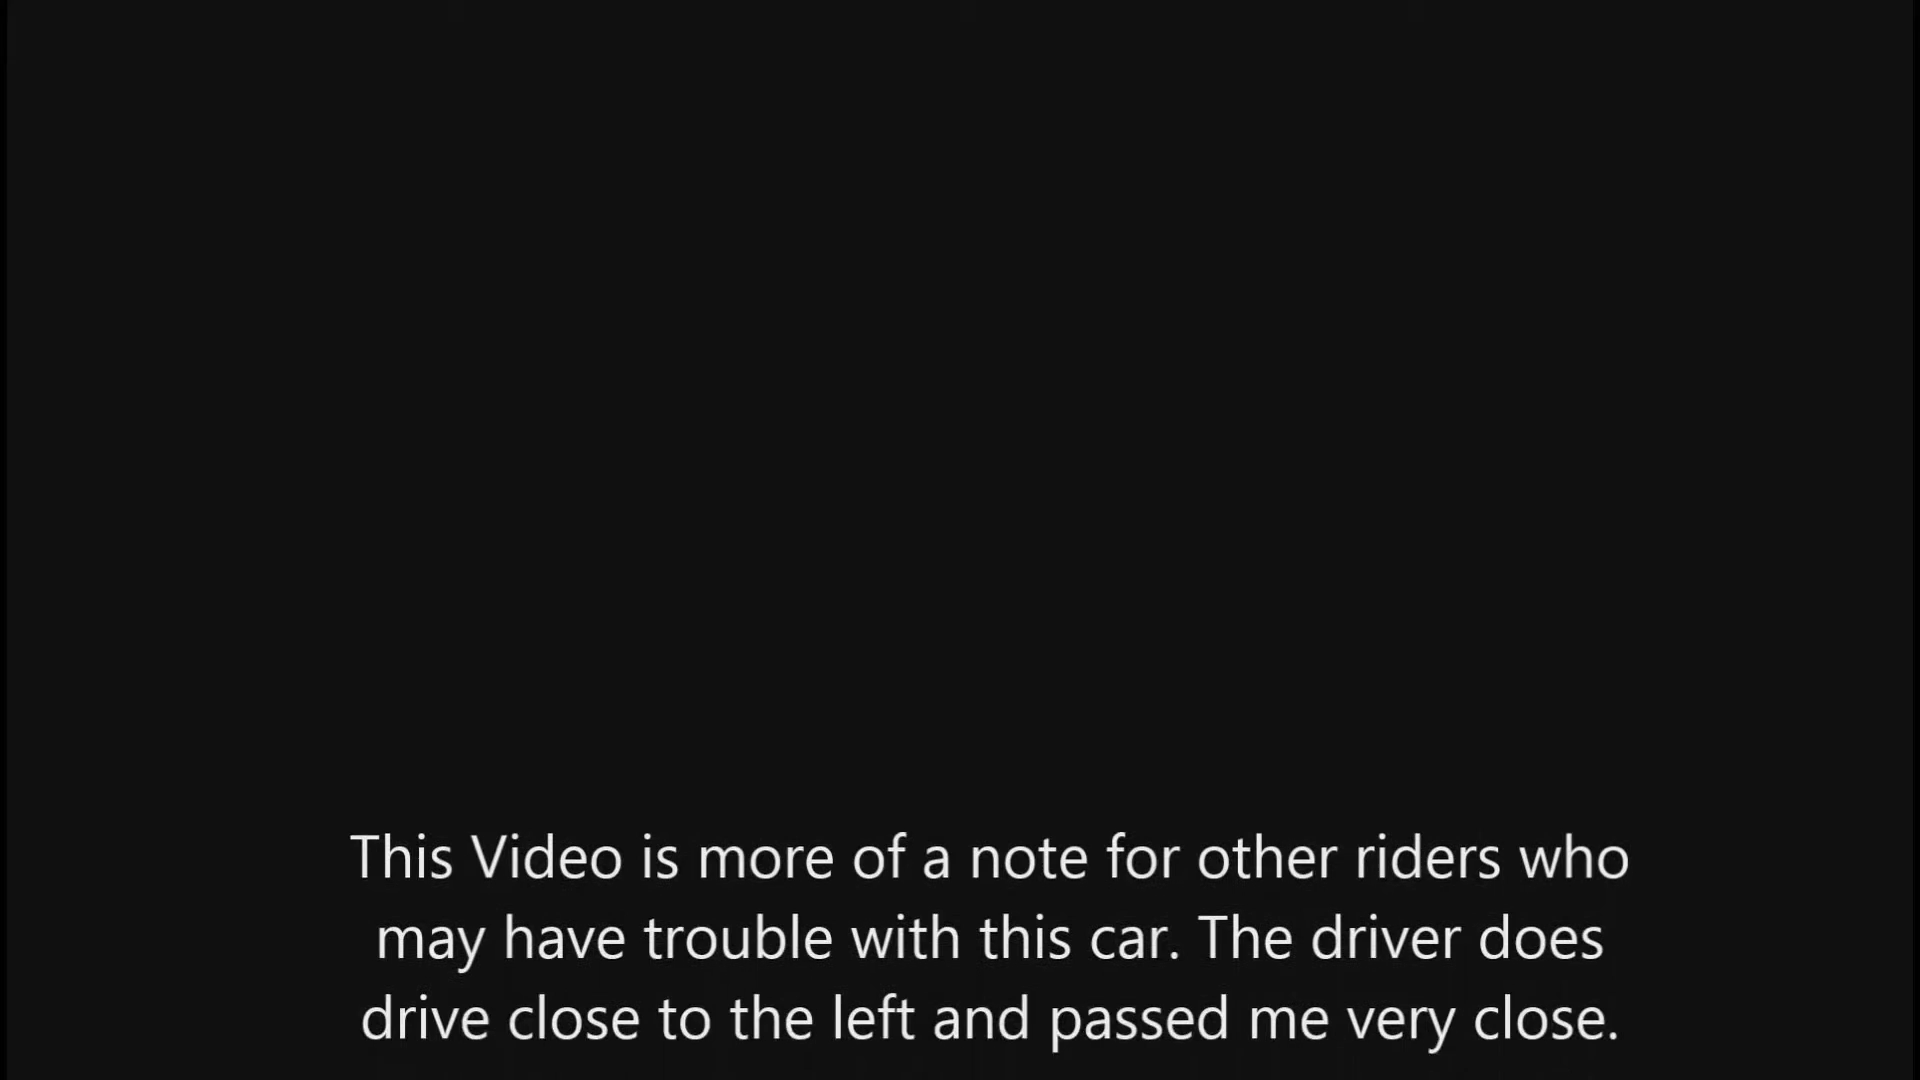 This Video is more of a note for other riders who
may have trouble with this car. The driver does
drive close to the left and passed me very close.